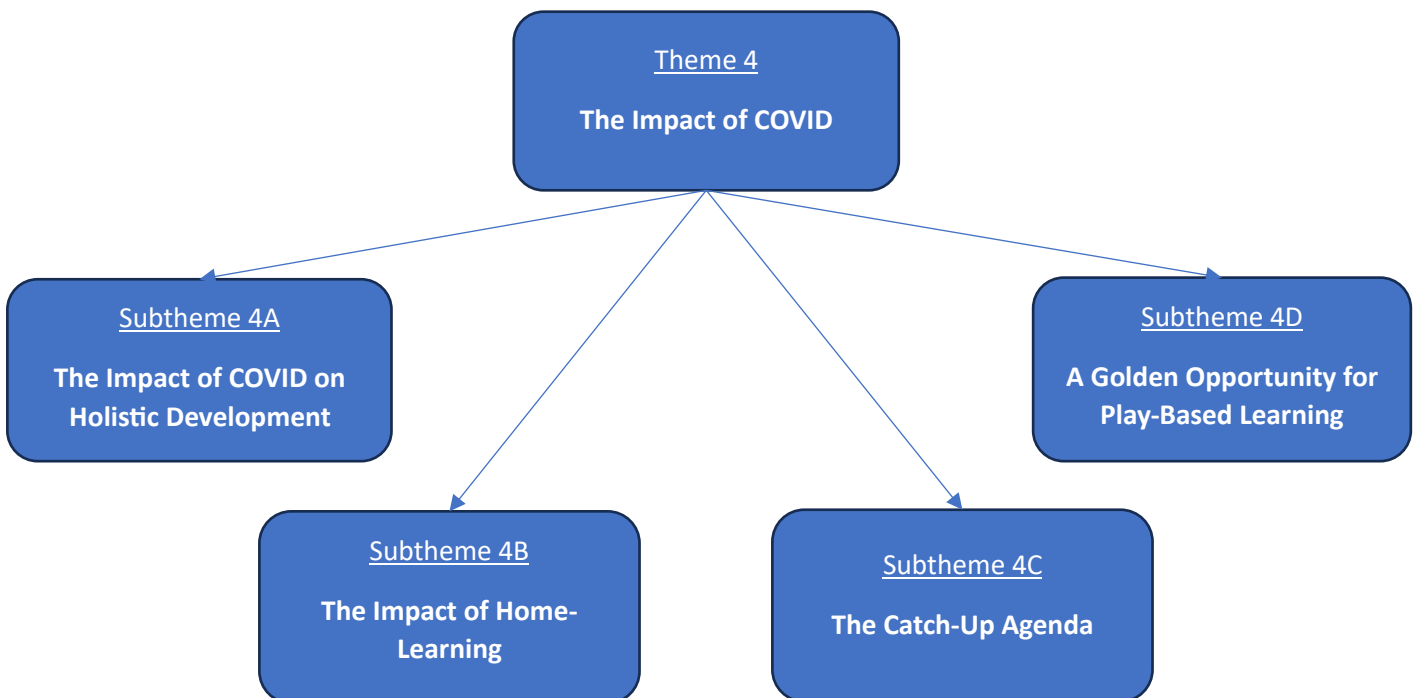 Theme 4
The Impact of COVID
Subtheme 4A
The Impact of COVID on
Holistic Development
Subtheme 4B
The Impact of Home-
Learning
Subtheme 4C
The Catch-Up Agenda
Subtheme 4D
A Golden Opportunity for
Play-Based Learning